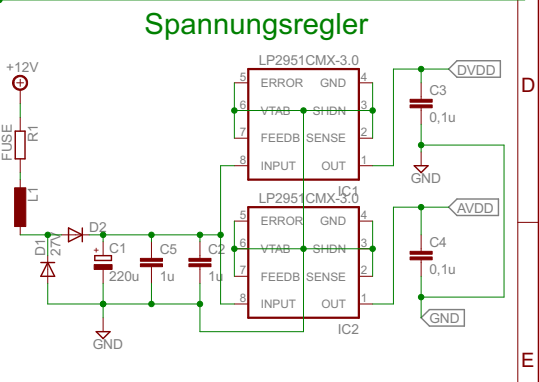 Spannungsregler
+12V
FUSE
R1
L1
D1
27V
D2
C1
220u
C5
1u
C2
1u
LP2951CMX-3.0
5 ERROR GND 4
6 VTAB SHDN 3
7 FEEDB SENSE 2
8 INPUT OUT 1
IC1
LP2951CMX-3.0
5 ERROR GND 4
6 VTAB SHDN 3
7 FEEDB SENSE 2
8 INPUT OUT 1
IC2
DVDD
C3
0,1u
GND
AVDD
C4
0,1u
GND
GND
D
E